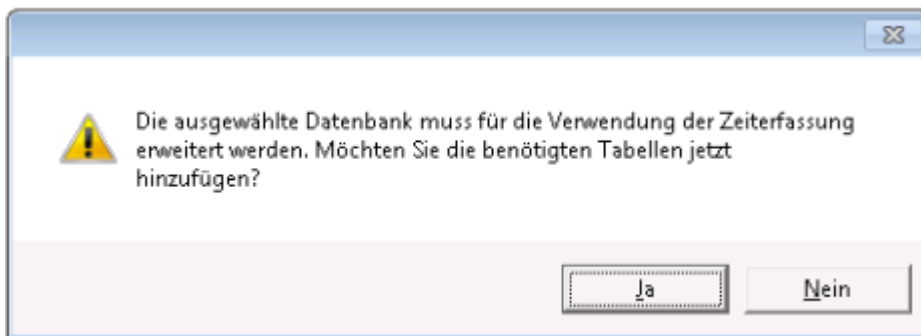 Die ausgewählte Datenbank muss für die Verwendung der Zeiterfassung
erweitert werden. Möchten Sie die benötigten Tabellen jetzt
hinzufügen?
Ja
Nein